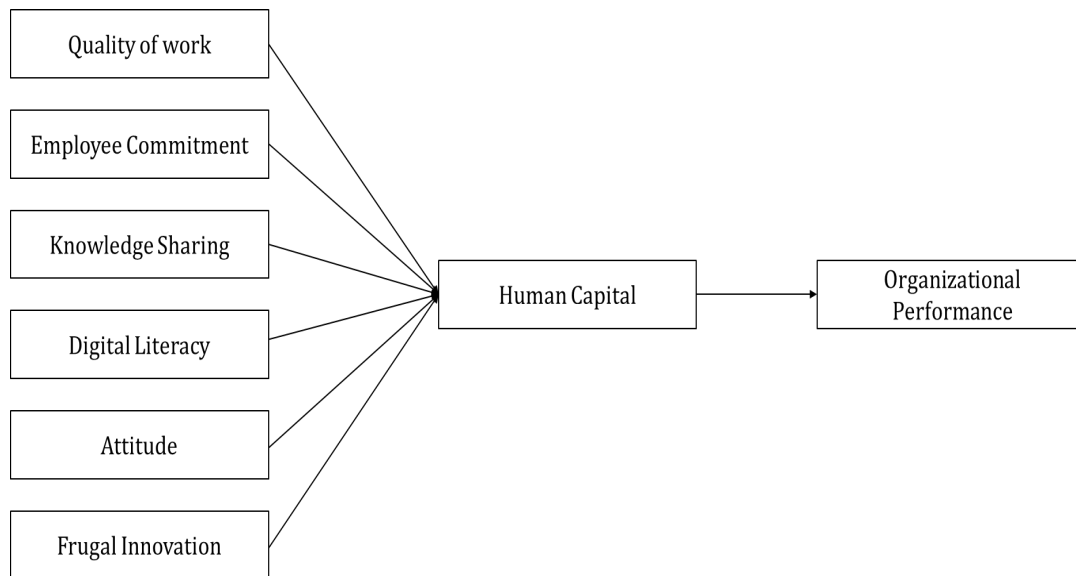 Quality of work
Employee Commitment
Knowledge Sharing
Digital Literacy
Attitude
Frugal Innovation
Human Capital
Organizational
Performance